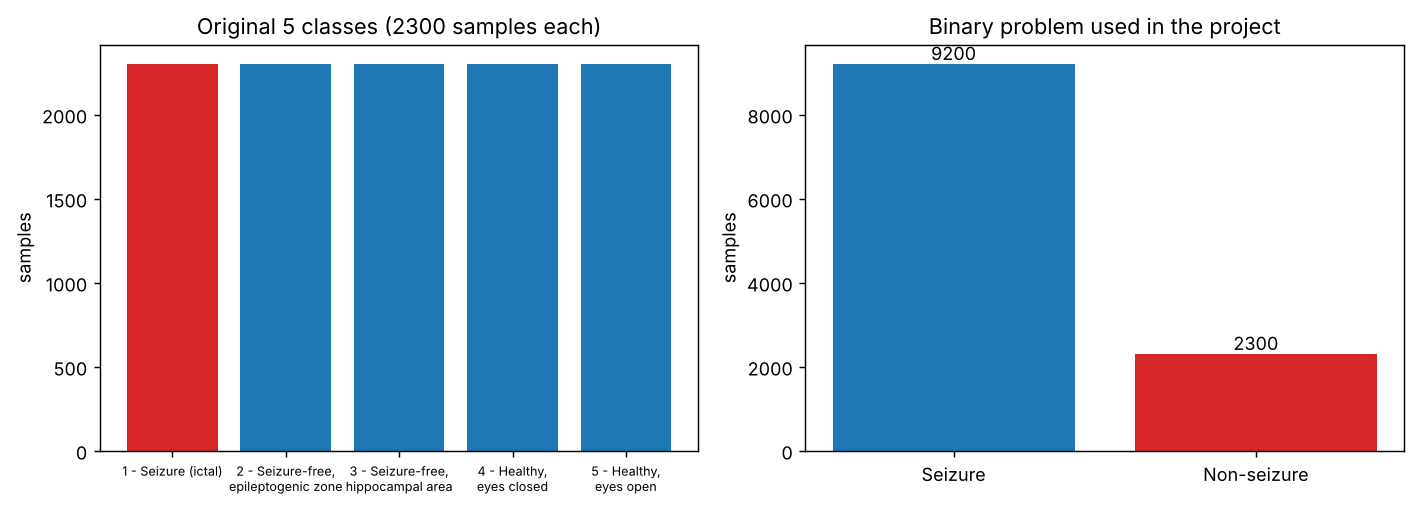 Original 5 classes (2300 samples each)
samples
2000
1500
1000
500
0
1 - Seizure (ictal)
2 - Seizure-free,
epileptogenic zone
3 - Seizure-free,
hippocampal area
4 - Healthy,
eyes closed
5 - Healthy,
eyes open
Binary problem used in the project
samples
8000
6000
4000
2000
0
9200
2300
Seizure
Non-seizure